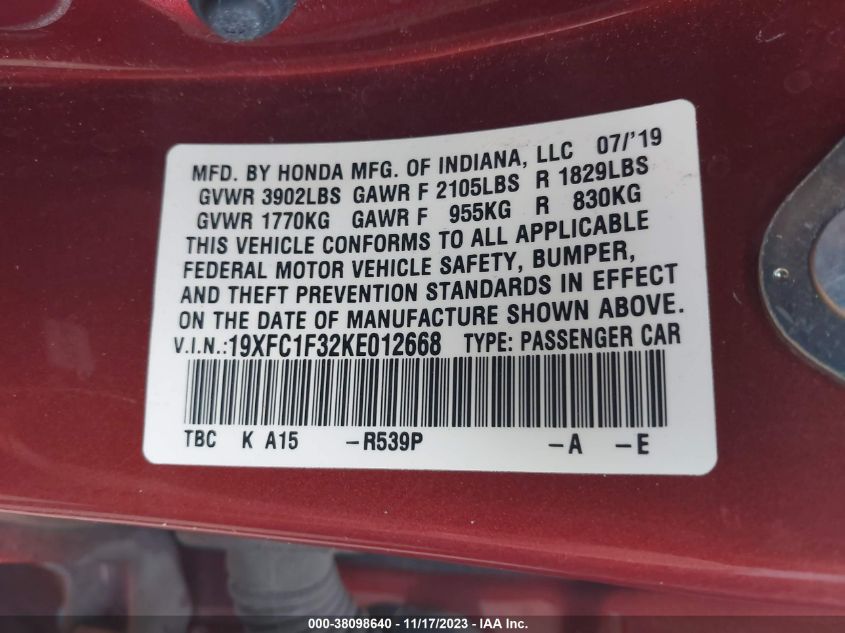 MFD. BY HONDA MFG. OF INDIANA, LLC 07/'19
GVWR 3902LBS GAWR F 2105LBS R 1829LBS
GVWR 1770KG GAWR F 955KG R 830KG
THIS VEHICLE CONFORMS TO ALL APPLICABLE
FEDERAL MOTOR VEHICLE SAFETY, BUMPER,
AND THEFT PREVENTION STANDARDS IN EFFECT
ON THE DATE OF MANUFACTURE SHOWN ABOVE.
V.I.N.:19XFC1F32KE012668 TYPE: PASSENGER CAR
TBC K A15 -R539P -A -E
000-38098640 - 11/17/2023 - IAA Inc.